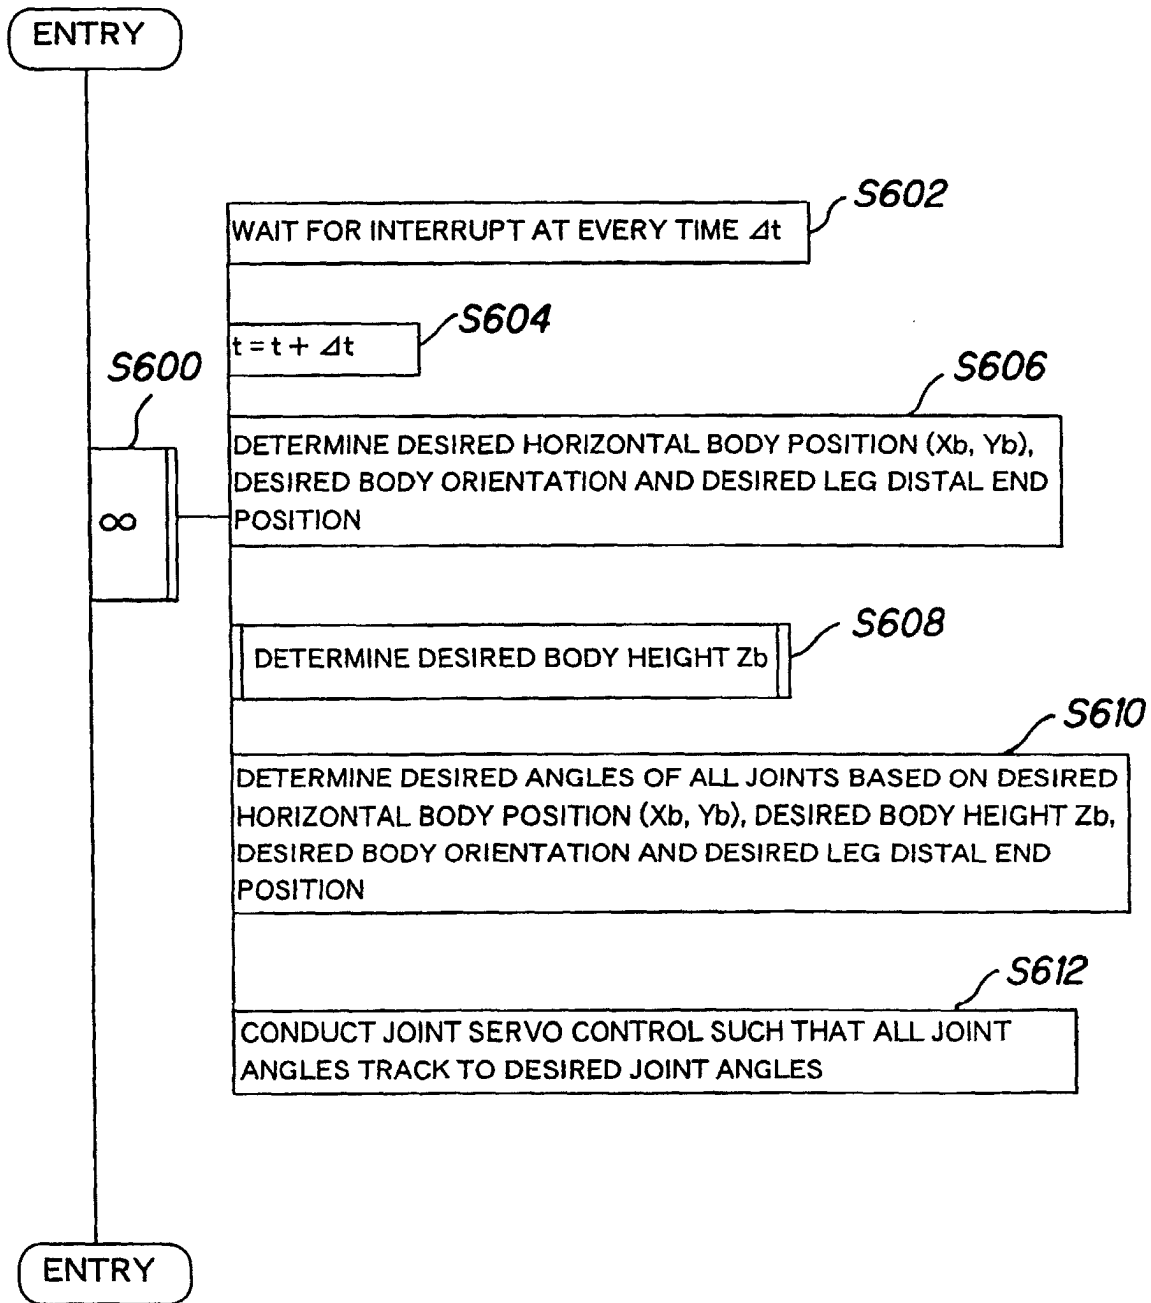 ENTRY
S602
WAIT FOR INTERRUPT AT EVERY TIME ⊿t
S604
t = t + ⊿t
S600
∞
S606
DETERMINE DESIRED HORIZONTAL BODY POSITION (Xb, Yb),
DESIRED BODY ORIENTATION AND DESIRED LEG DISTAL END
POSITION
S608
DETERMINE DESIRED BODY HEIGHT Zb
S610
DETERMINE DESIRED ANGLES OF ALL JOINTS BASED ON DESIRED
HORIZONTAL BODY POSITION (Xb, Yb), DESIRED BODY HEIGHT Zb,
DESIRED BODY ORIENTATION AND DESIRED LEG DISTAL END
POSITION
S612
CONDUCT JOINT SERVO CONTROL SUCH THAT ALL JOINT
ANGLES TRACK TO DESIRED JOINT ANGLES
ENTRY